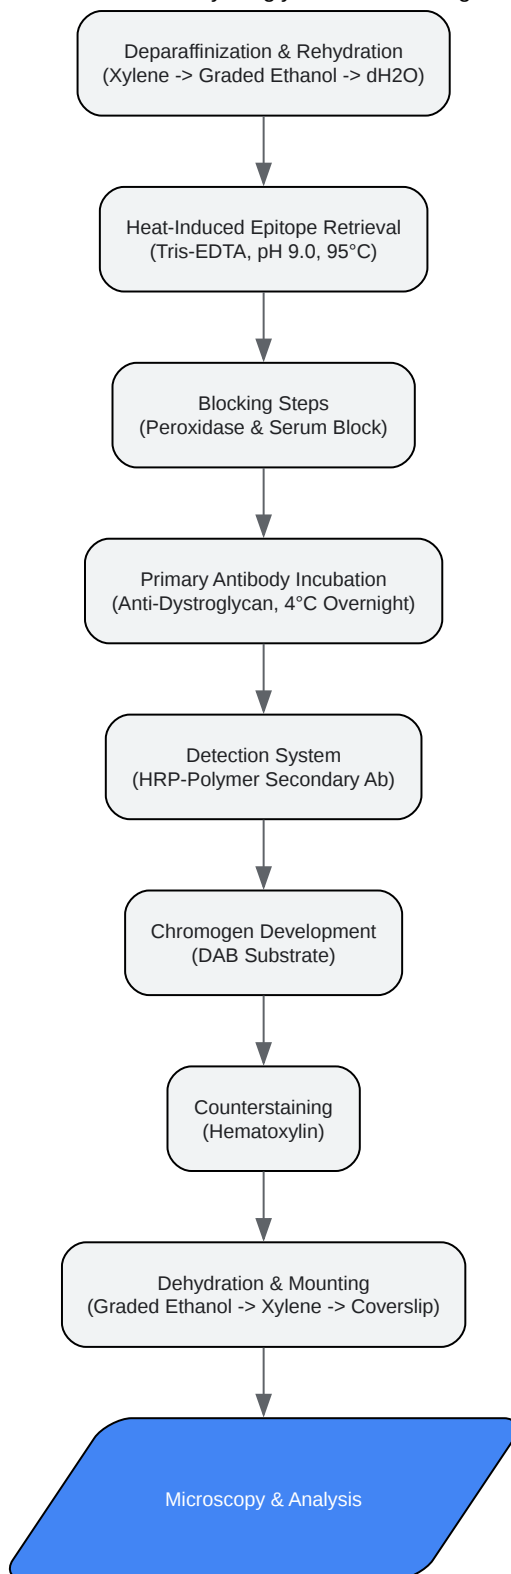 Deparaffinization & Rehydration
(Xylene -> Graded Ethanol -> dH2O)
Heat-Induced Epitope Retrieval
(Tris-EDTA, pH 9.0, 95°C)
Blocking Steps
(Peroxidase & Serum Block)
Primary Antibody Incubation
(Anti-Dystroglycan, 4°C Overnight)
Detection System
(HRP-Polymer Secondary Ab)
Chromogen Development
(DAB Substrate)
Counterstaining
(Hematoxylin)
Dehydration & Mounting
(Graded Ethanol -> Xylene -> Coverslip)
Microscopy & Analysis